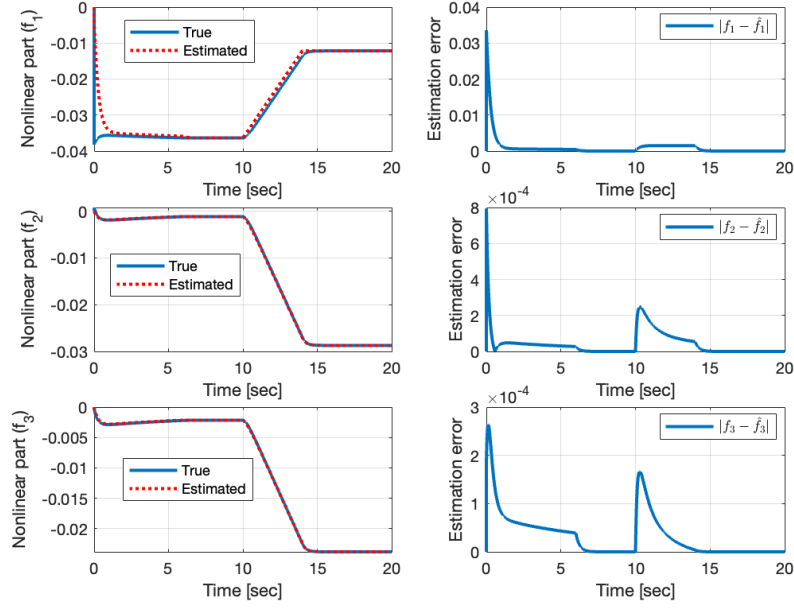 Nonlinear part (f1)
0
-0.01
-0.02
-0.03
-0.04
True
Estimated
0 5 10 15 20
Time [sec]
Estimation error
0.04
0.03
0.02
0.01
0
|f₁ − f̂₁|
0 5 10 15 20
Time [sec]
Nonlinear part (f2)
0
-0.01
-0.02
-0.03
True
Estimated
0 5 10 15 20
Time [sec]
Estimation error
×10-4
8
6
4
2
0
|f₂ − f̂₂|
0 5 10 15 20
Time [sec]
Nonlinear part (f3)
0
-0.005
-0.01
-0.015
-0.02
True
Estimated
0 5 10 15 20
Time [sec]
Estimation error
×10-4
3
2
1
0
|f₃ − f̂₃|
0 5 10 15 20
Time [sec]